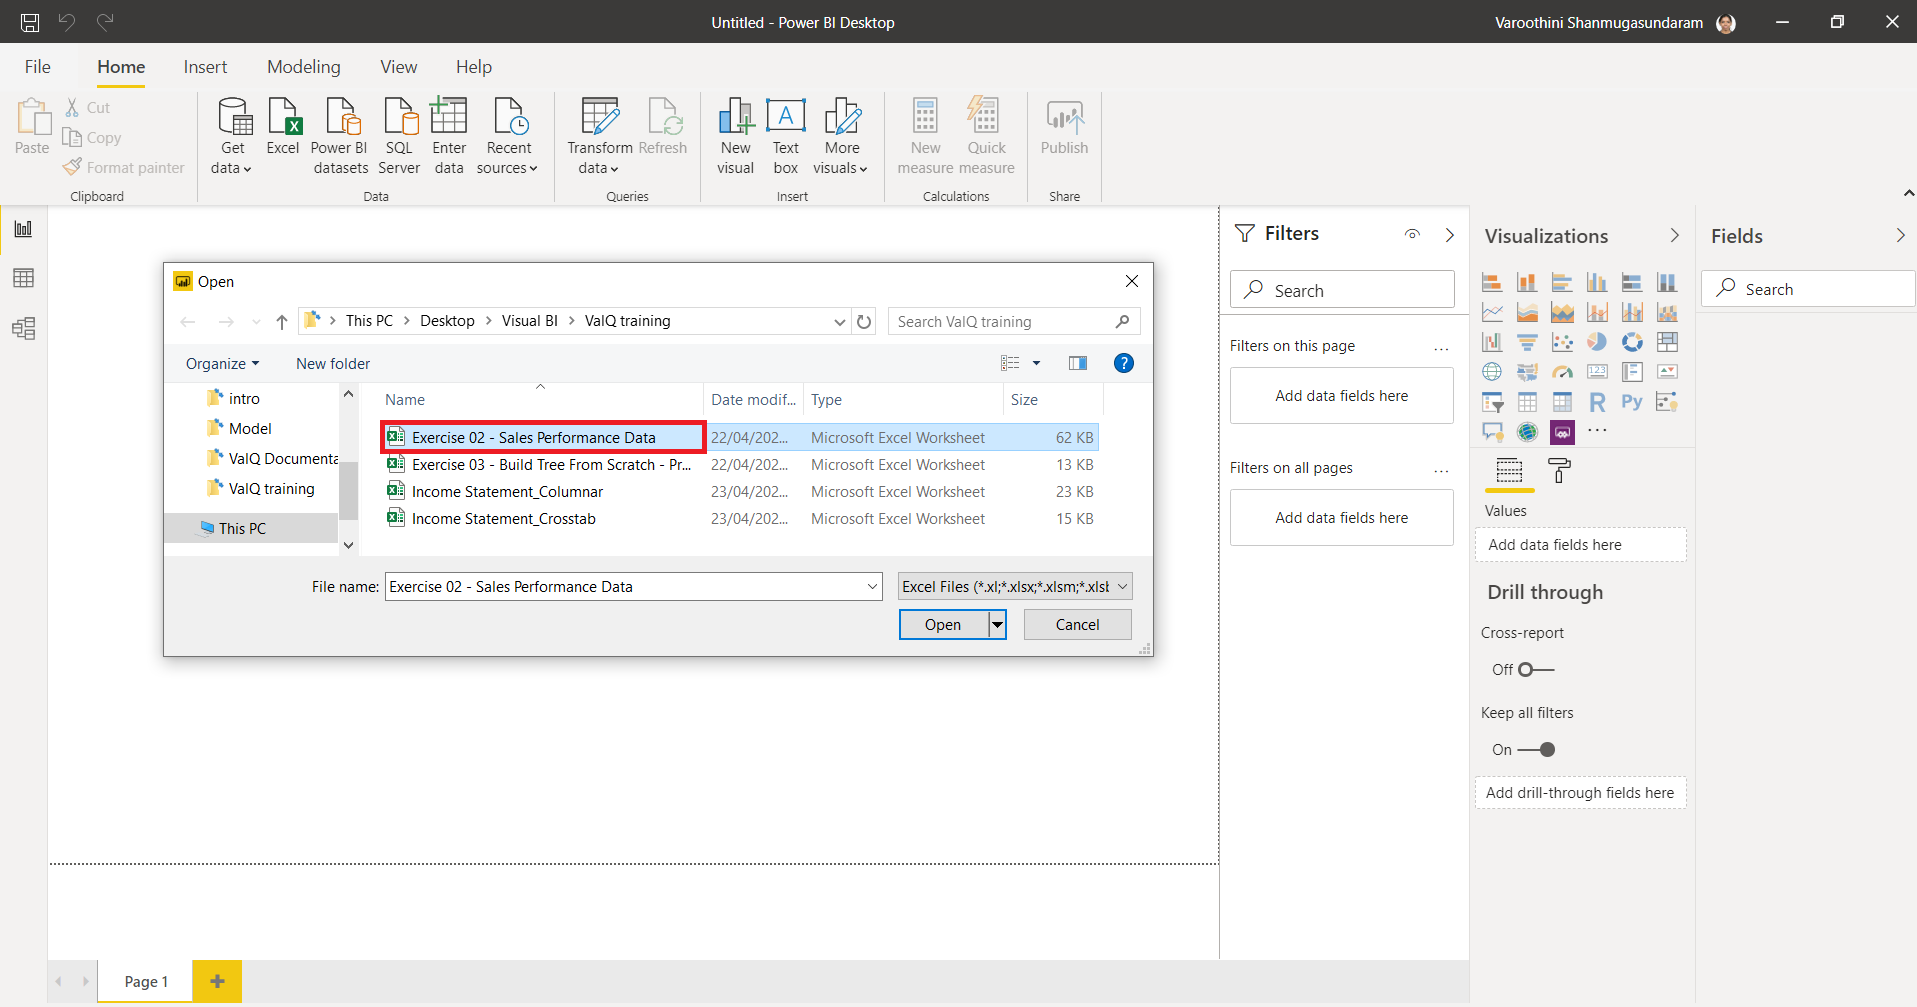 Untitled - Power BI Desktop
Varoothini Shanmugasundaram
File Home Insert Modeling View Help
Paste
Cut
Copy
Format painter
Clipboard
Get data
Excel
Power BI datasets
SQL Server
Enter data
Recent sources
Data
Transform data
Refresh
Queries
New visual
Text box
More visuals
Insert
New measure
Quick measure
Calculations
Publish
Share
Open
This PC > Desktop > Visual BI > ValQ training
Search ValQ training
Organize
New folder
intro
Model
ValQ Documenta
ValQ training
This PC
Name Date modif... Type Size
Exercise 02 - Sales Performance Data 22/04/202... Microsoft Excel Worksheet 62 KB
Exercise 03 - Build Tree From Scratch - Pr... 22/04/202... Microsoft Excel Worksheet 13 KB
Income Statement_Columnar 23/04/202... Microsoft Excel Worksheet 23 KB
Income Statement_Crosstab 23/04/202... Microsoft Excel Worksheet 15 KB
File name: Exercise 02 - Sales Performance Data
Excel Files (*.xl;*.xlsx;*.xlsm;*.xlsb
Open
Cancel
Filters
Search
Filters on this page ...
Add data fields here
Filters on all pages ...
Add data fields here
Visualizations
123
R Py
...
Values
Add data fields here
Drill through
Cross-report
Off
Keep all filters
On
Add drill-through fields here
Fields
Search
Page 1